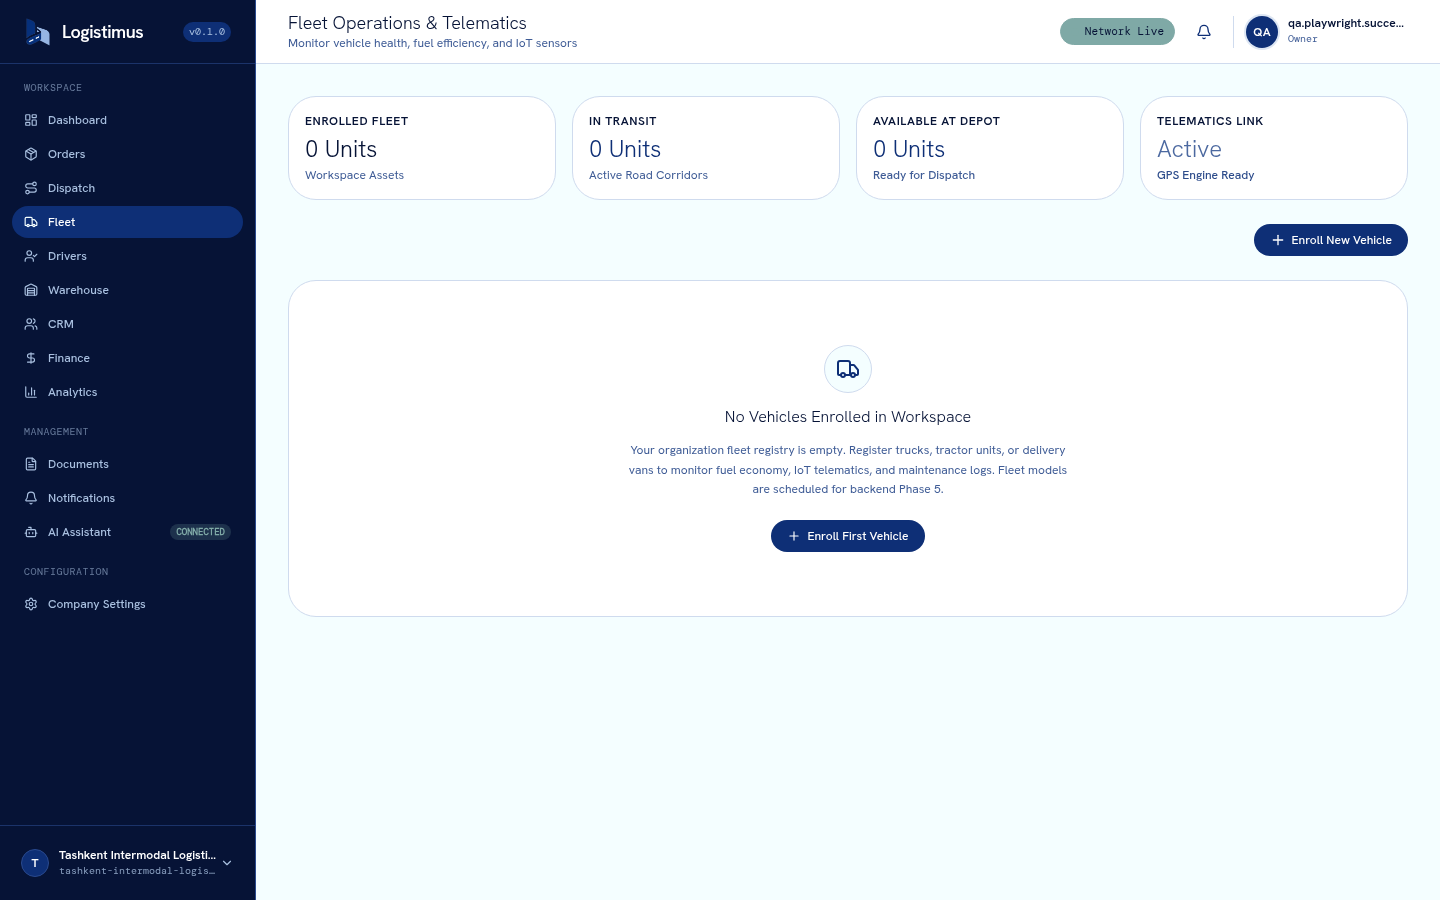 Logistimus
v0.1.0
WORKSPACE
Dashboard
Orders
Dispatch
Fleet
Drivers
Warehouse
CRM
Finance
Analytics
MANAGEMENT
Documents
Notifications
AI Assistant
CONNECTED
CONFIGURATION
Company Settings
T
Tashkent Intermodal Logisti...
tashkent-intermodal-logis...
Fleet Operations & Telematics
Monitor vehicle health, fuel efficiency, and IoT sensors
Network Live
QA
qa.playwright.succe...
Owner
ENROLLED FLEET
0 Units
Workspace Assets
IN TRANSIT
0 Units
Active Road Corridors
AVAILABLE AT DEPOT
0 Units
Ready for Dispatch
TELEMATICS LINK
Active
GPS Engine Ready
Enroll New Vehicle
No Vehicles Enrolled in Workspace
Your organization fleet registry is empty. Register trucks, tractor units, or delivery
vans to monitor fuel economy, IoT telematics, and maintenance logs. Fleet models
are scheduled for backend Phase 5.
Enroll First Vehicle